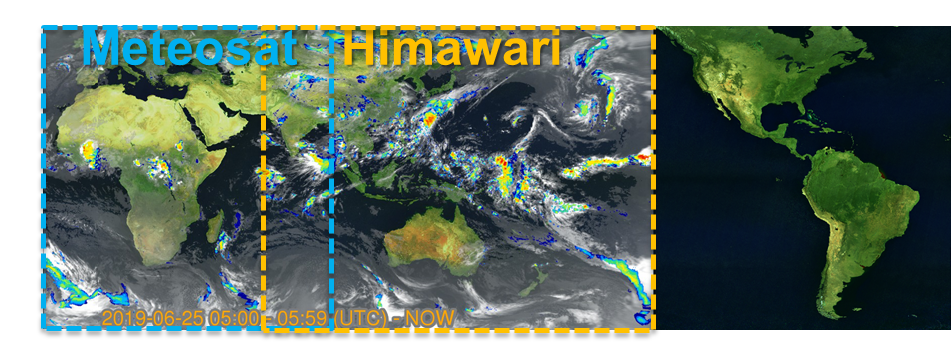 Meteosat Himawari
2019-06-25 05:00 - 05:59 (UTC) - NOW